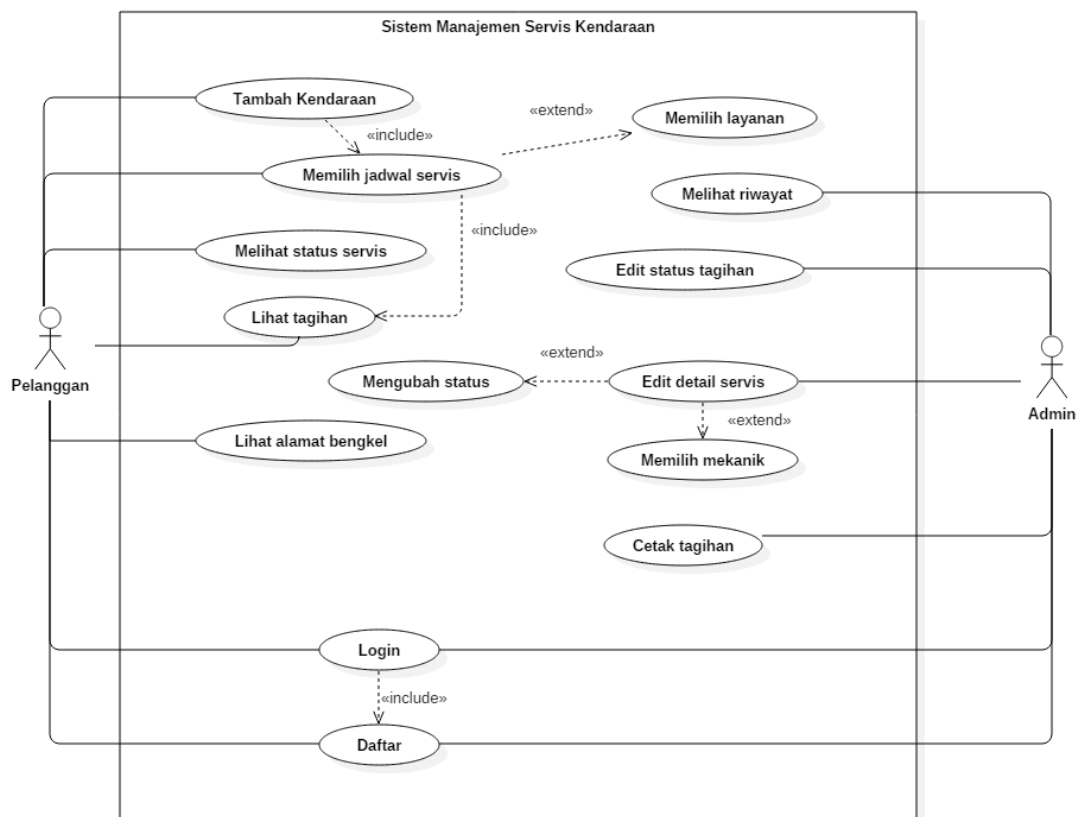 Sistem Manajemen Servis Kendaraan
Tambah Kendaraan
«extend»
Memilih layanan
«include»
Memilih jadwal servis
Melihat riwayat
«include»
Melihat status servis
Edit status tagihan
Lihat tagihan
«extend»
Pelanggan
Mengubah status
Edit detail servis
Admin
«extend»
Lihat alamat bengkel
Memilih mekanik
Cetak tagihan
Login
«include»
Daftar